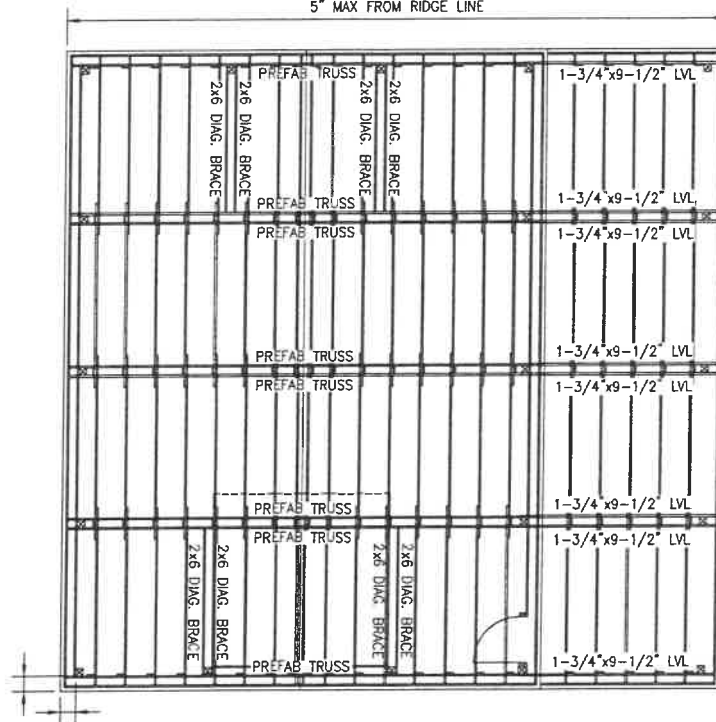 5" MAX FROM RIDGE LINE
PREFAB TRUSS
1-3/4"x9-1/2" LVL
2x6 DIAG. BRACE
2x6 DIAG. BRACE
2x6 DIAG. BRACE
2x6 DIAG. BRACE
PREFAB TRUSS
1-3/4"x9-1/2" LVL
PREFAB TRUSS
1-3/4"x9-1/2" LVL
PREFAB TRUSS
1-3/4"x9-1/2" LVL
PREFAB TRUSS
1-3/4"x9-1/2" LVL
PREFAB TRUSS
1-3/4"x9-1/2" LVL
PREFAB TRUSS
1-3/4"x9-1/2" LVL
2x6 DIAG. BRACE
2x6 DIAG. BRACE
2x6 DIAG. BRACE
2x6 DIAG. BRACE
PREFAB TRUSS
1-3/4"x9-1/2" LVL